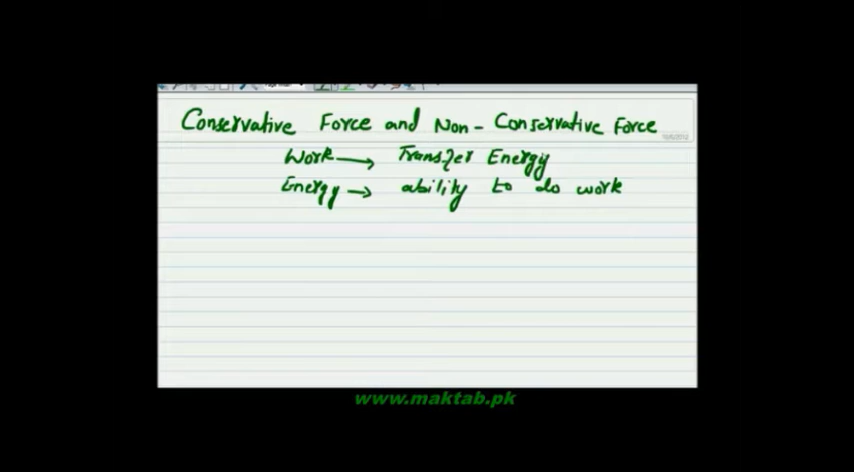 Conservative Force and Non-Conservative Force
Work → Transfer Energy
Energy → ability to do work
www.maktab.pk